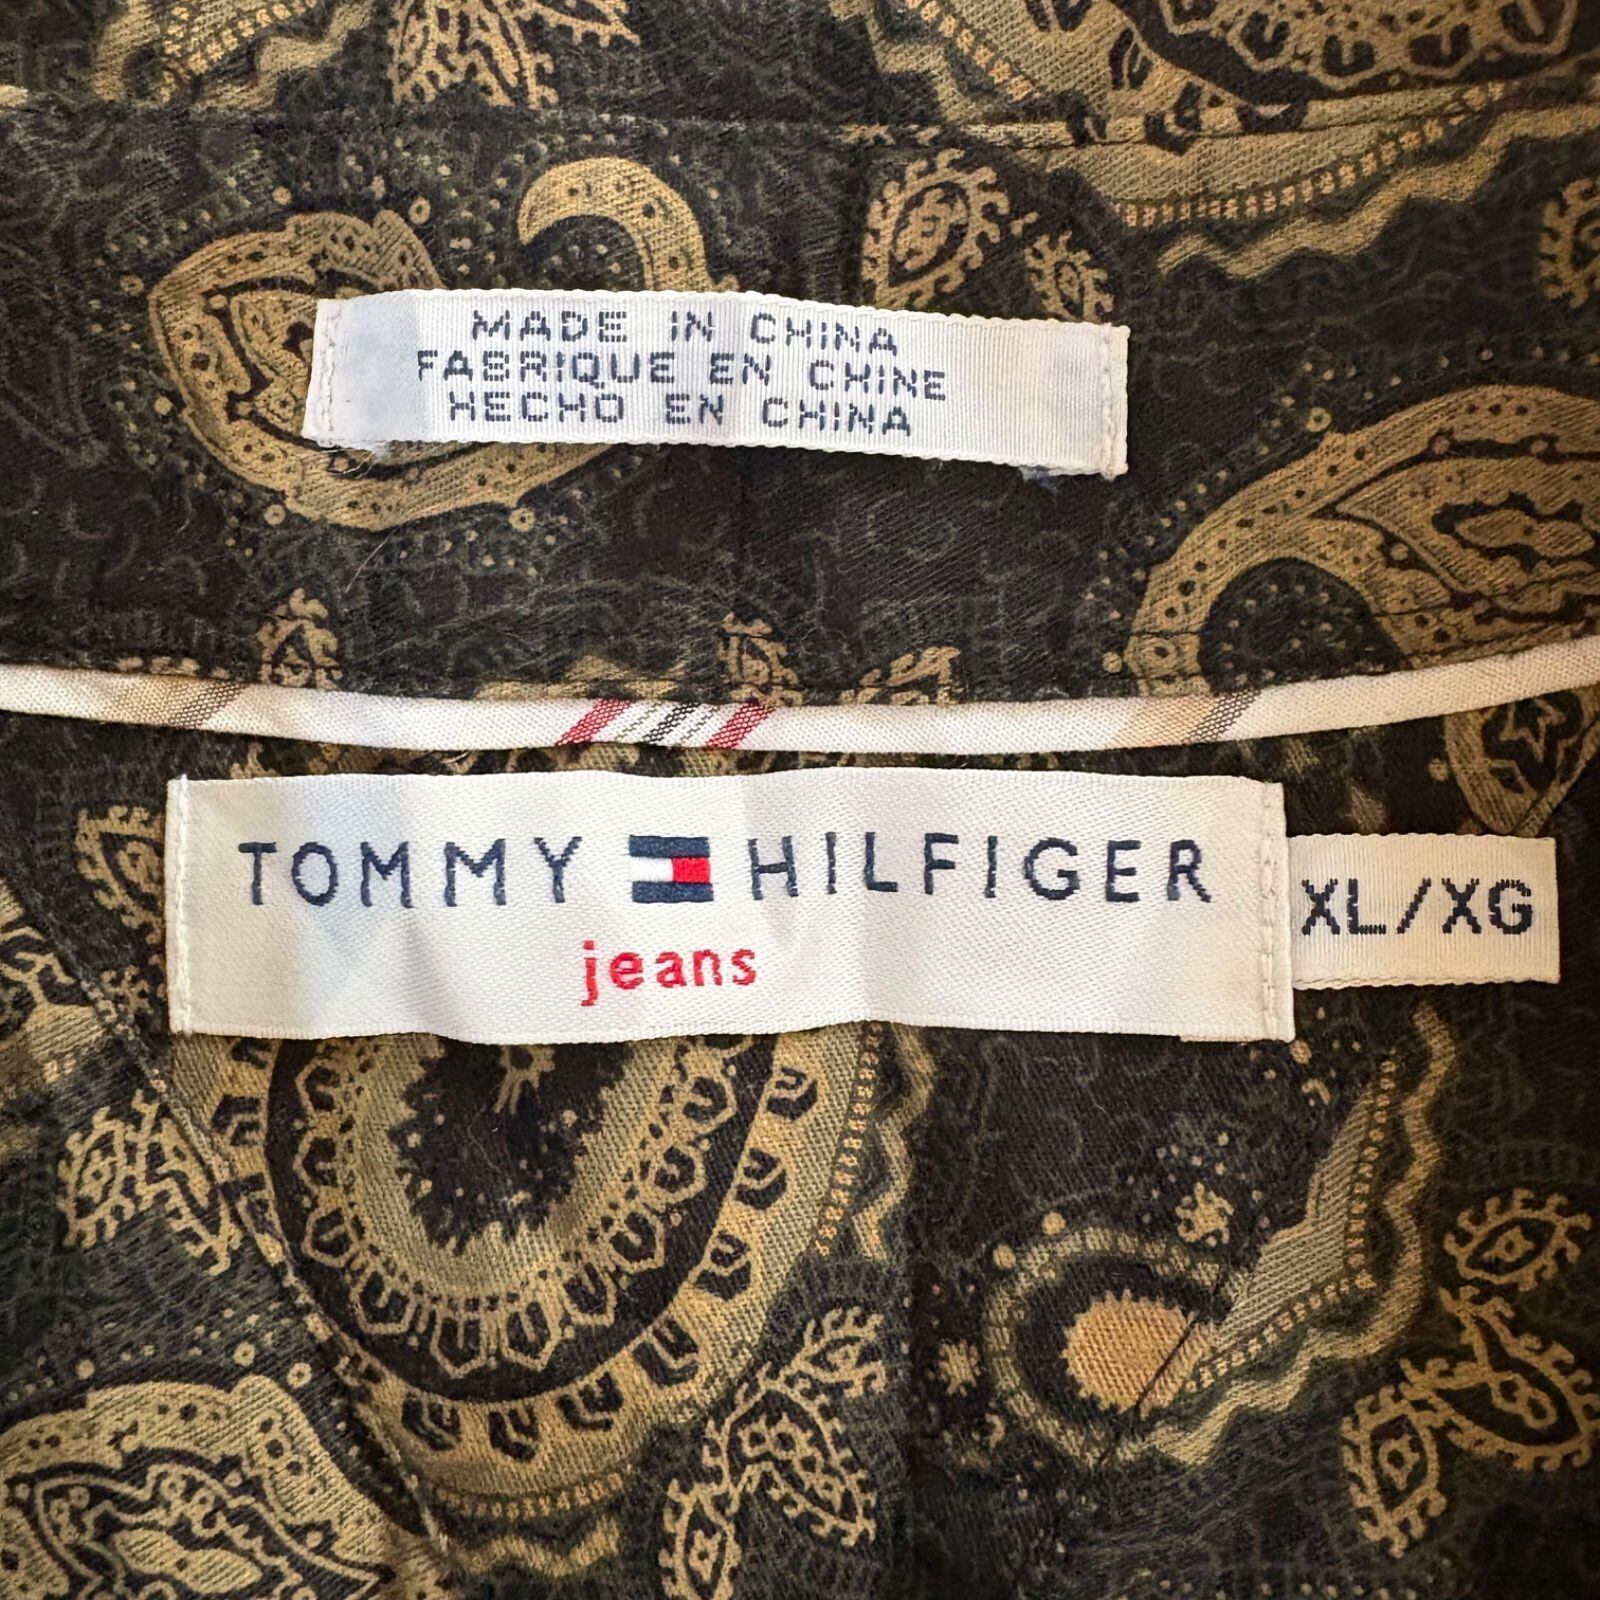 MADE IN CHINA
FABRIQUE EN CHINE
HECHO EN CHINA
TOMMY HILFIGER
jeans
XL/XG